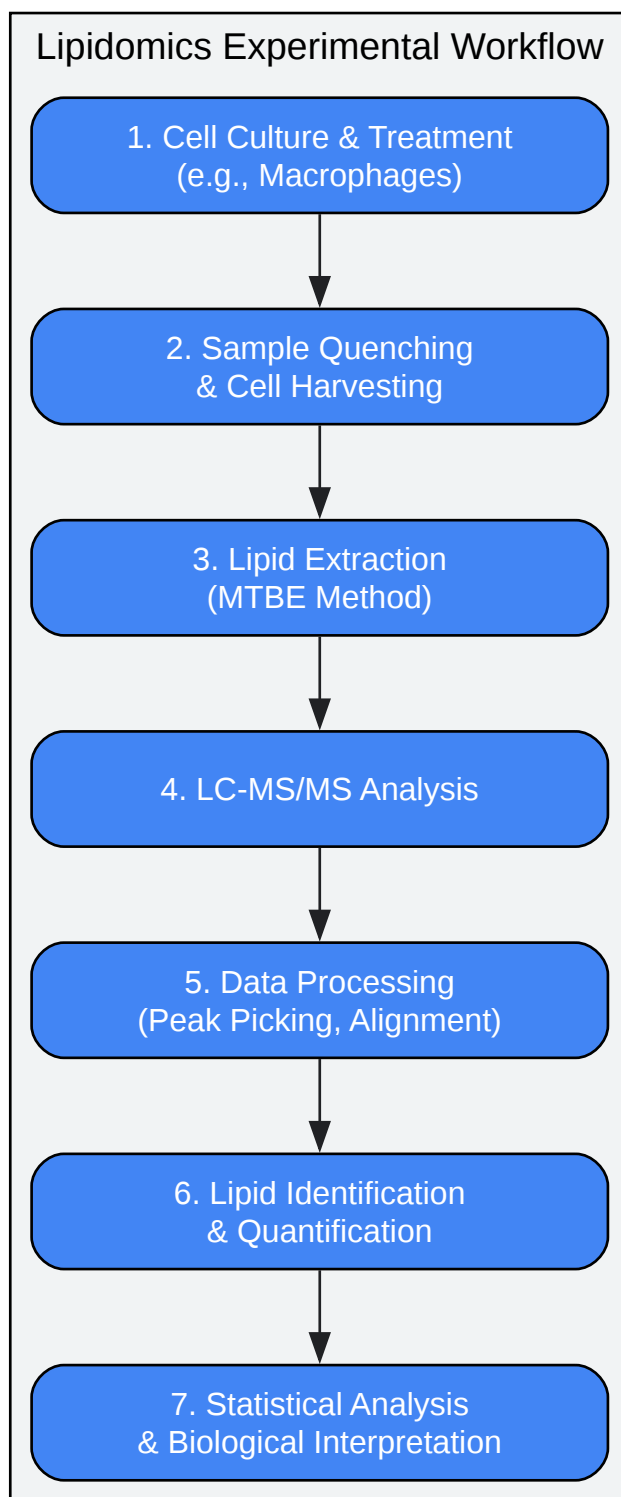 Lipidomics Experimental Workflow
1. Cell Culture & Treatment
(e.g., Macrophages)
2. Sample Quenching
& Cell Harvesting
3. Lipid Extraction
(MTBE Method)
4. LC-MS/MS Analysis
5. Data Processing
(Peak Picking, Alignment)
6. Lipid Identification
& Quantification
7. Statistical Analysis
& Biological Interpretation